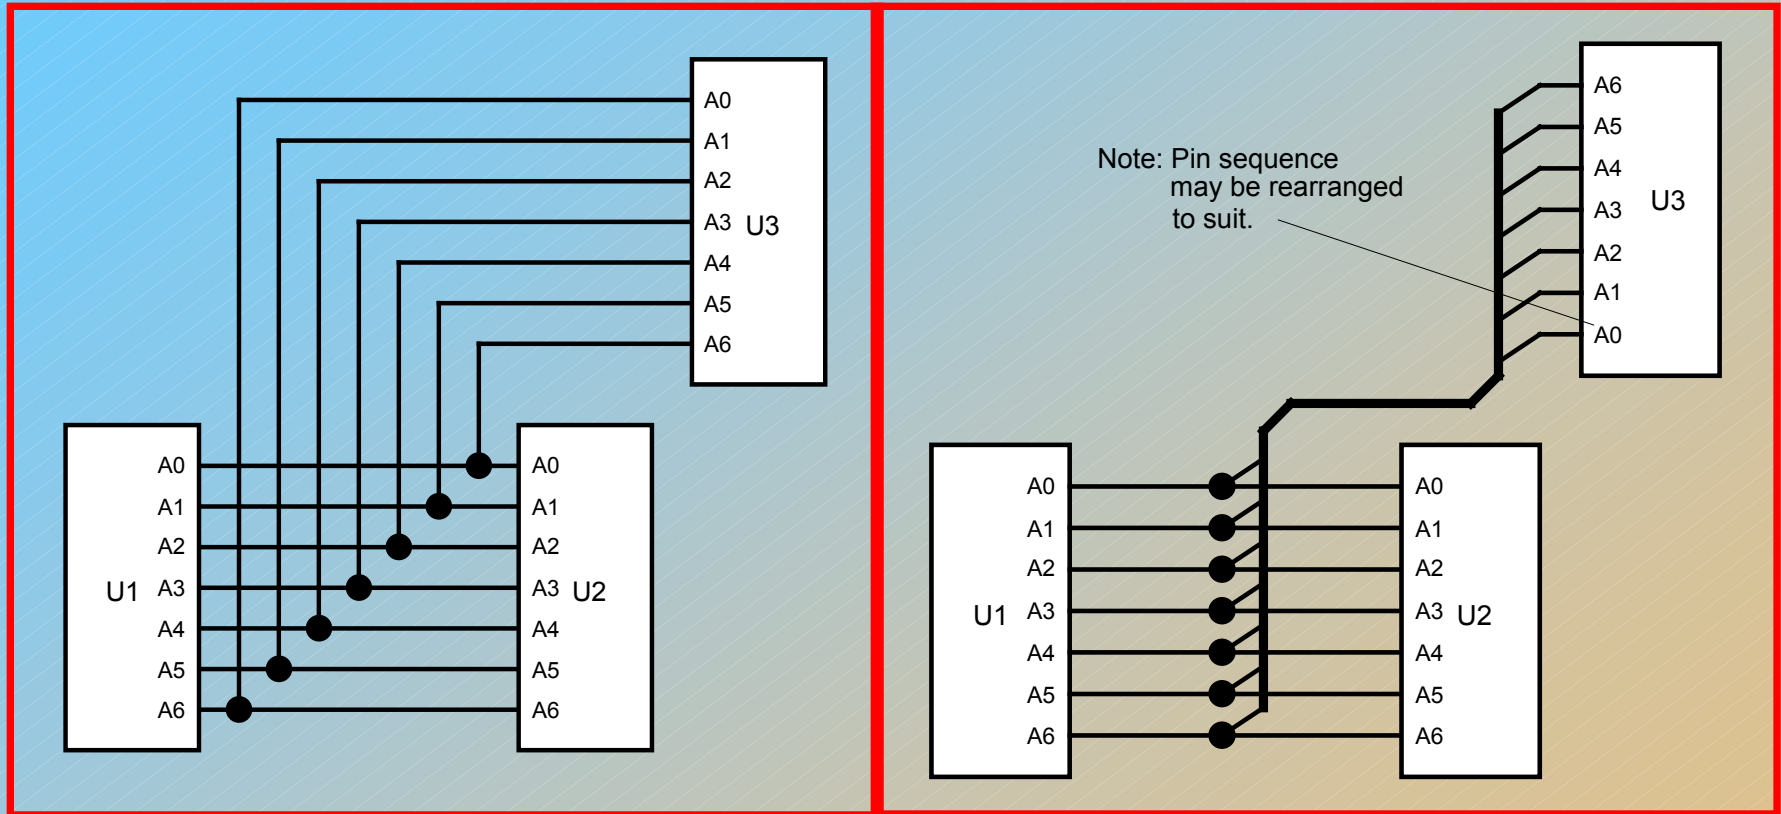 A0
A1
A2
A3
U3
A4
A5
A6
A0
A1
A2
U1
A3
A4
A5
A6
A0
A1
A2
A3
U2
A4
A5
A6
Note: Pin sequence
may be rearranged
to suit.
A6
A5
A4
A3
U3
A2
A1
A0
A0
A1
A2
U1
A3
A4
A5
A6
A0
A1
A2
A3
U2
A4
A5
A6